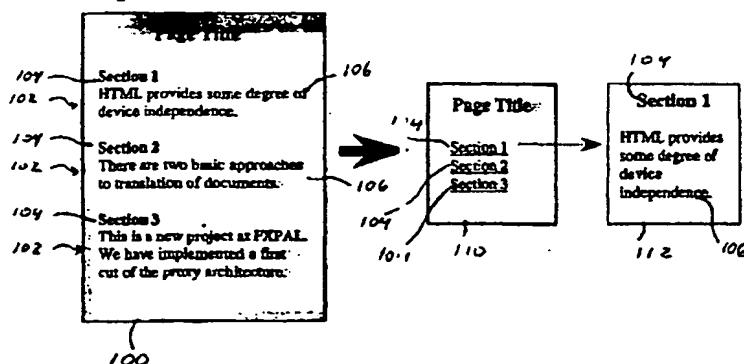 Page Title
104 Section 1 106
102 HTML provides some degree of
device independence.
104 Section 2
102 There are two basic approaches
to translation of documents. 106
104 Section 3
102 This is a new project at FXPAL.
We have implemented a first
cut of the proxy architecture.
100
Page Title
Section 1
Section 2
Section 3
104
110
104
Section 1
HTML provides
some degree of
device
independence.
112 106